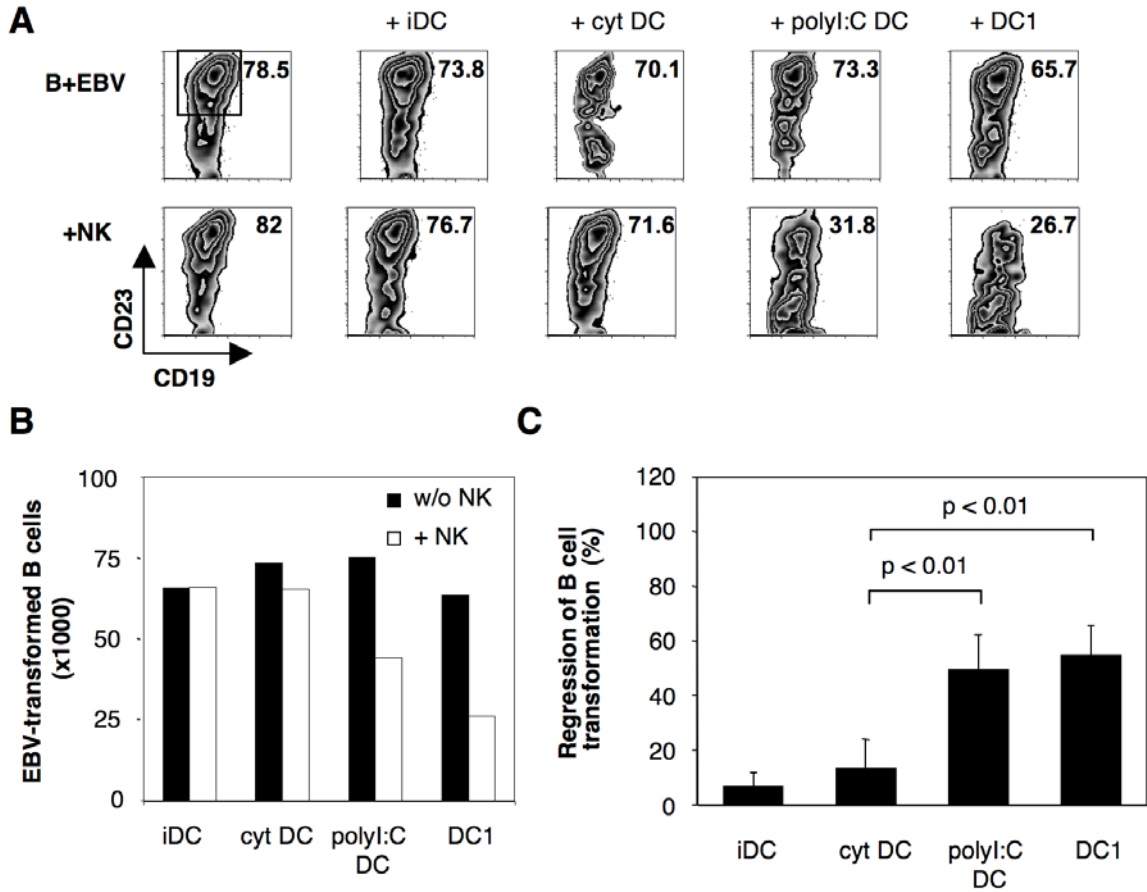 A
+ iDC + cyt DC + polyI:C DC + DC1
B+EBV 78.5 73.8 70.1 73.3 65.7
+NK 82 76.7 71.6 31.8 26.7
CD23
CD19
B
EBV-transformed B cells
(x1000)
100
75
50
25
0
w/o NK
+ NK
iDC cyt DC polyI:C DC1
DC
C
Regression of B cell
transformation (%)
120
100
80
60
40
20
0
p < 0.01
p < 0.01
iDC cyt DC polyI:C DC1
DC